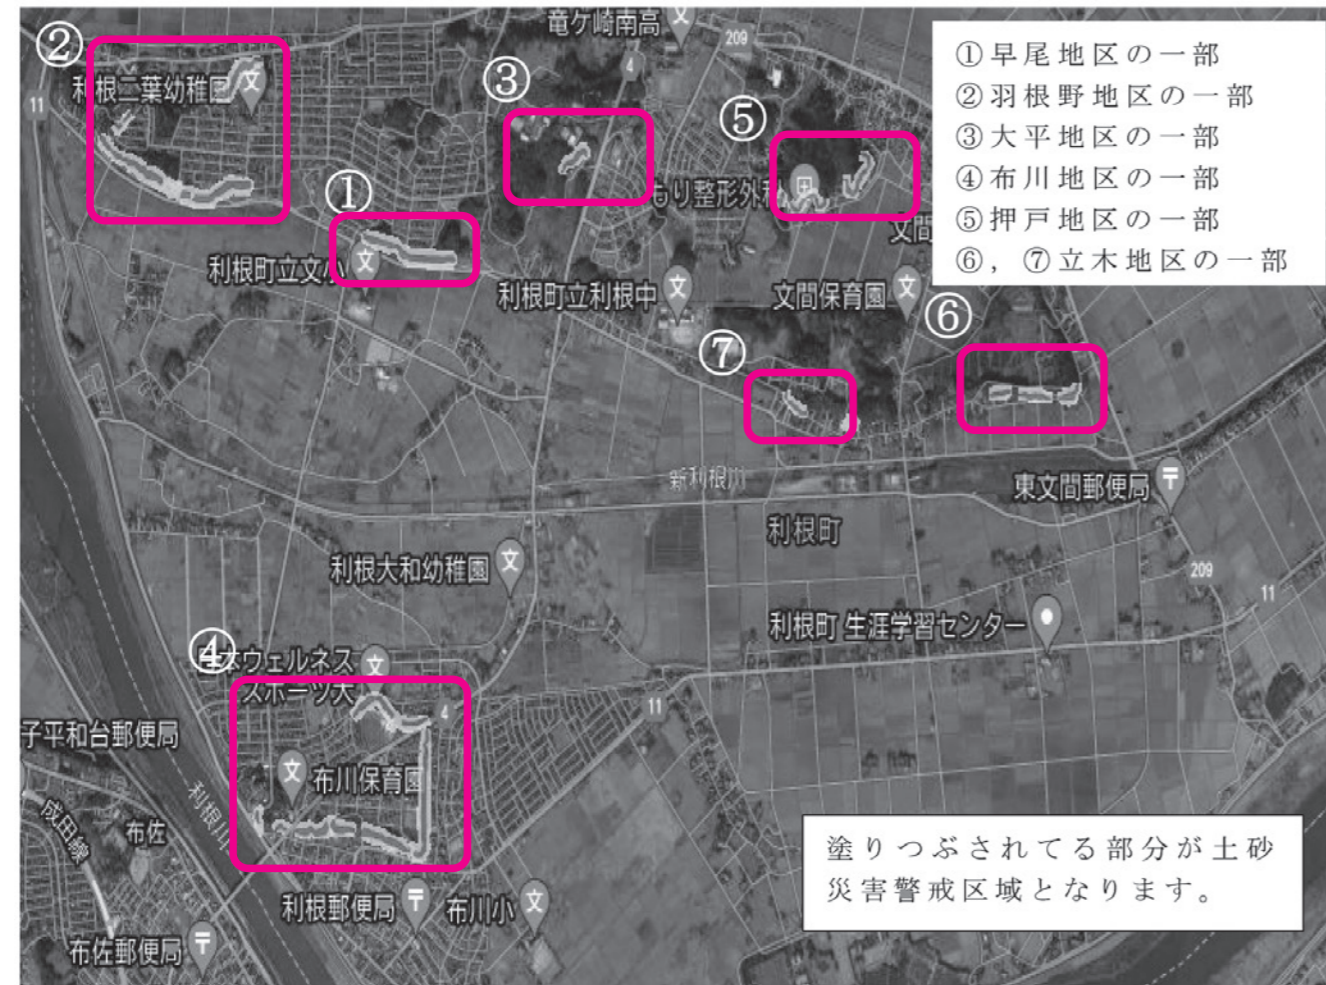 竜ケ崎南高
209
②
利根二葉幼稚園
11
③
4
⑤
①早尾地区の一部
②羽根野地区の一部
③大平地区の一部
④布川地区の一部
⑤押戸地区の一部
⑥，⑦立木地区の一部
①
もり整形外科
利根町立文小
利根町立利根中
文間保育園
⑥
⑦
新利根川
東文間郵便局
利根町
利根大和幼稚園
209
11
利根町 生涯学習センター
④
日本ウェルネス
スポーツ大
4
11
子平和台郵便局
布川保育園
利根川
成田線
布佐
塗りつぶされてる部分が土砂
災害警戒区域となります。
利根郵便局
布川小
布佐郵便局